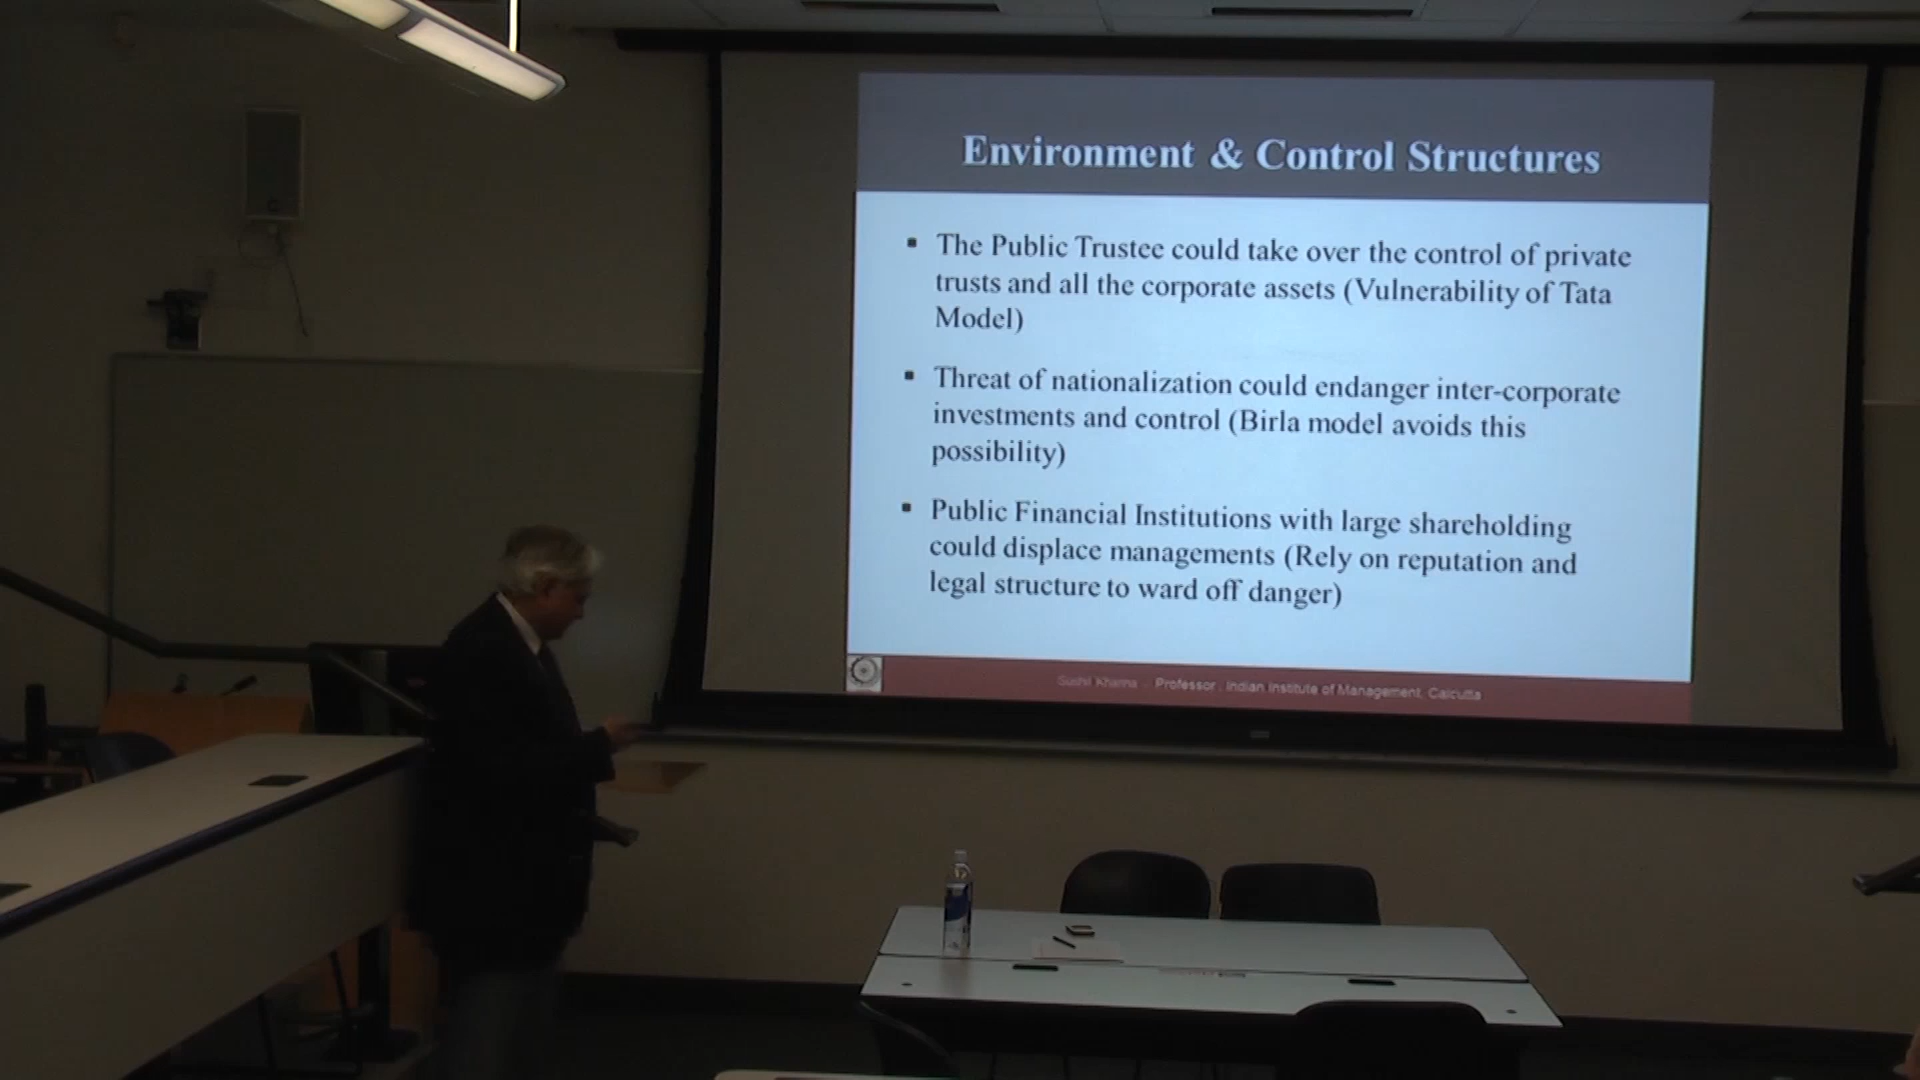 Environment & Control Structures
▪ The Public Trustee could take over the control of private
trusts and all the corporate assets (Vulnerability of Tata
Model)
▪ Threat of nationalization could endanger inter-corporate
investments and control (Birla model avoids this
possibility)
▪ Public Financial Institutions with large shareholding
could displace managements (Rely on reputation and
legal structure to ward off danger)
Sushil Khanna - Professor, Indian Institute of Management, Calcutta